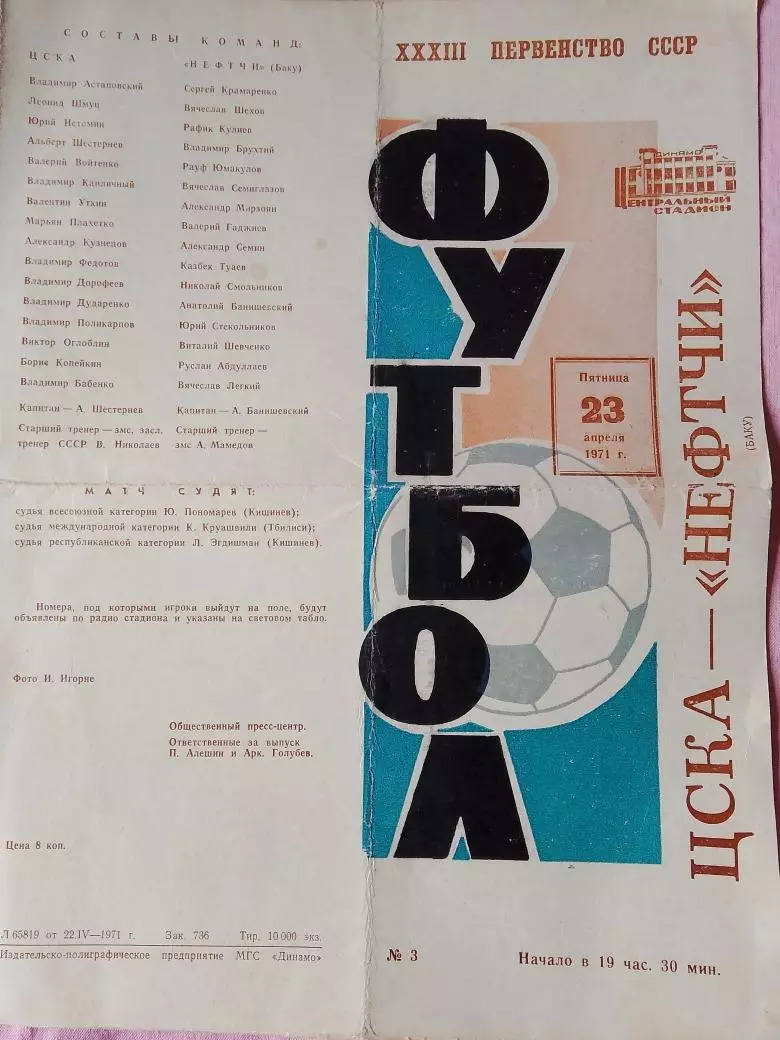 СОСТАВЫ КОМАНД:
ЦСКА
Владимир Астаповский
Леонид Шмуц
Юрий Истомин
Альберт Шестернев
Валерий Войтенко
Владимир Капличный
Валентин Уткин
Марьян Плахетко
Александр Кузнецов
Владимир Федотов
Владимир Дорофеев
Владимир Дударенко
Владимир Поликарпов
Виктор Оглоблин
Борис Копейкин
Владимир Бабенко
Капитан — А. Шестернев
Старший тренер — змс, засл.
тренер СССР В. Николаев
«НЕФТЧИ» (Баку)
Сергей Крамаренко
Вячеслав Шехов
Рафик Кулиев
Владимир Брухтий
Рауф Юмакулов
Вячеслав Семиглазов
Александр Мирзоян
Валерий Гаджиев
Александр Семин
Казбек Туаев
Николай Смольников
Анатолий Банишевский
Юрий Стекольников
Виталий Шевченко
Руслан Абдуллаев
Вячеслав Легкий
Капитан — А. Банишевский
Старший тренер —
змс А. Мамедов
МАТЧ СУДЯТ:
судья всесоюзной категории Ю. Пономарев (Кишинев);
судья международной категории К. Круашвили (Тбилиси);
судья республиканской категории Л. Эгдишман (Кишинев).
Номера, под которыми игроки выйдут на поле, будут
объявлены по радио стадиона и указаны на световом табло.
Фото И. Игорне
Общественный пресс-центр.
Ответственные за выпуск
П. Алешин и Арк. Голубев.
Цена 8 коп.
Л 65819 от 22.IV—1971 г. Зак. 736 Тир. 10 000 экз.
Издательско-полиграфическое предприятие МГС «Динамо»
XXXIII ПЕРВЕНСТВО СССР
ФУТБОЛ
ДИНАМО
ЦЕНТРАЛЬНЫЙ
СТАДИОН
Пятница
23
апреля
1971 г.
ЦСКА — «НЕФТЧИ»
(БАКУ)
№ 3
Начало в 19 час. 30 мин.